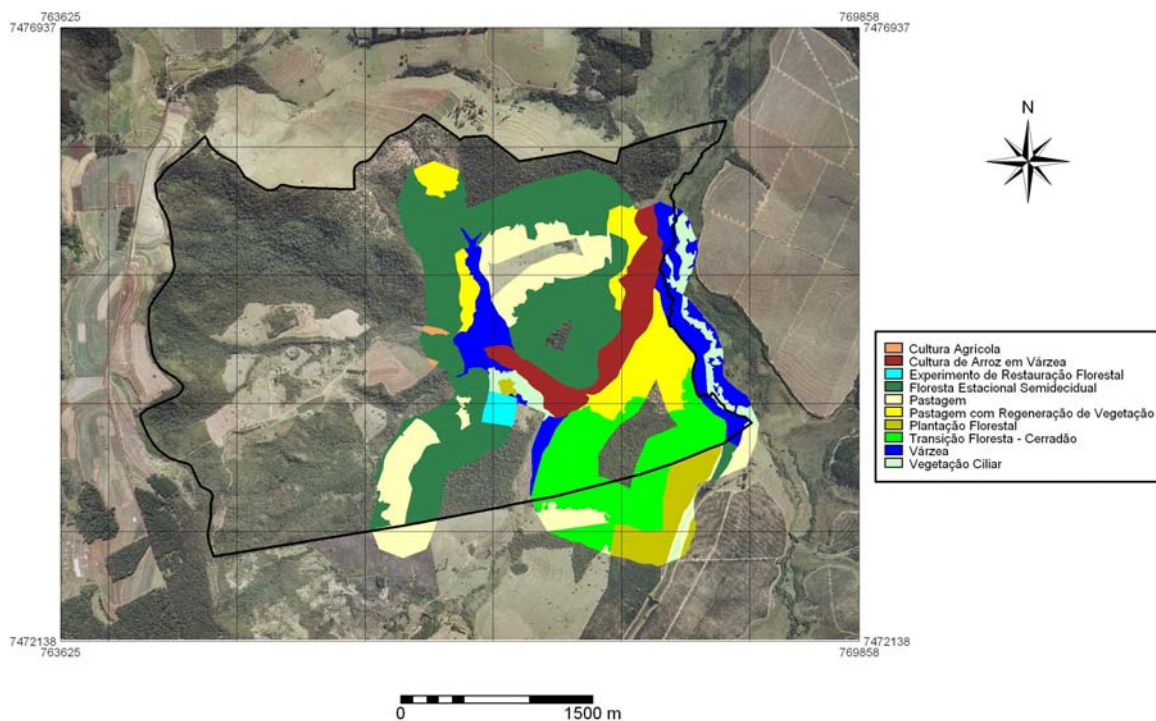 763625
769858
7476937
7476937
N
Cultura Agrícola
Cultura de Arroz em Várzea
Experimento de Restauração Florestal
Floresta Estacional Semidecidual
Pastagem
Pastagem com Regeneração de Vegetação
Plantação Florestal
Transição Floresta - Cerradão
Várzea
Vegetação Ciliar
7472138
7472138
763625
769858
0
1500 m